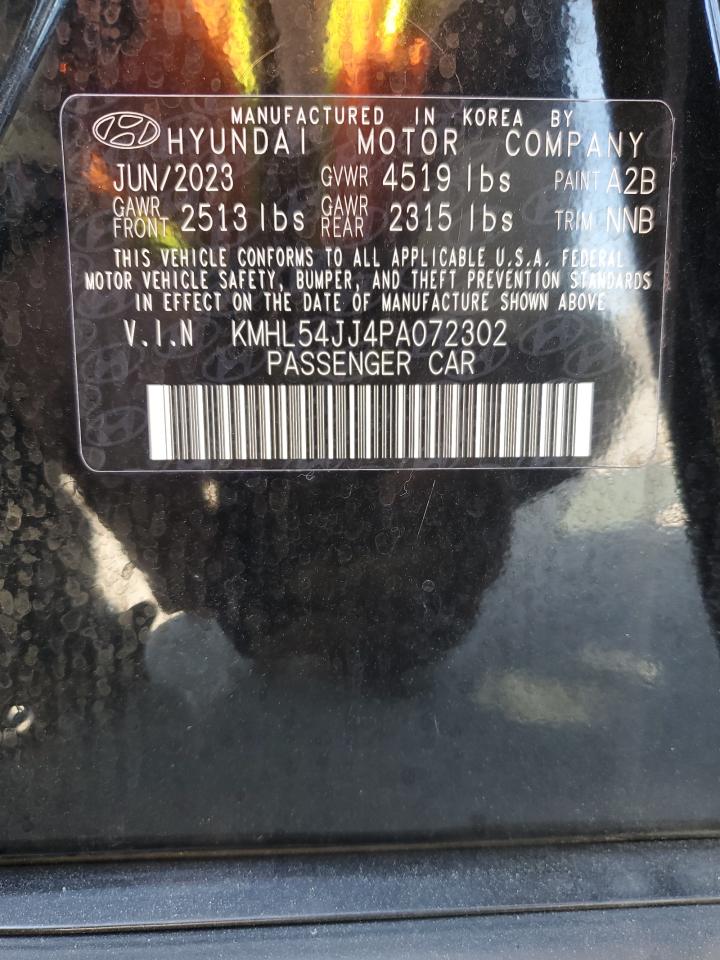 MANUFACTURED IN KOREA BY
HYUNDAI MOTOR COMPANY
JUN/2023 GVWR 4519 lbs PAINT A2B
GAWR FRONT 2513 lbs GAWR REAR 2315 lbs TRIM NNB
THIS VEHICLE CONFORMS TO ALL APPLICABLE U.S.A. FEDERAL
MOTOR VEHICLE SAFETY, BUMPER, AND THEFT PREVENTION STANDARDS
IN EFFECT ON THE DATE OF MANUFACTURE SHOWN ABOVE
V.I.N KMHL54JJ4PA072302
PASSENGER CAR